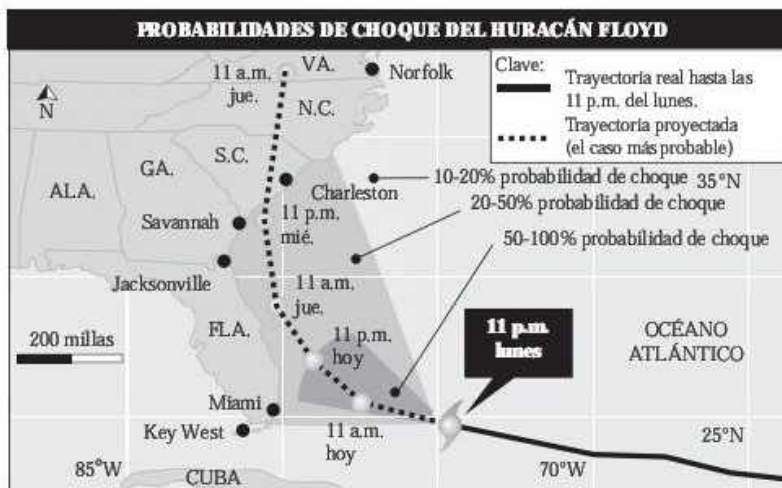 PROBABILIDADES DE CHOQUE DEL HURACÁN FLOYD
Clave:
Trayectoria real hasta las
11 p.m. del lunes.
Trayectoria proyectada
(el caso más probable)
VA.
11 a.m.
jue.
Norfolk
N
N.C.
S.C.
GA.
ALA.
Charleston
10-20% probabilidad de choque
35°N
20-50% probabilidad de choque
Savannah
11 p.m.
mié.
50-100% probabilidad de choque
Jacksonville
11 a.m.
jue.
FLA.
11 p.m.
hoy
11 p.m.
lunes
OCÉANO
ATLÁNTICO
200 millas
Miami
Key West
11 a.m.
hoy
25°N
85°W
70°W
CUBA